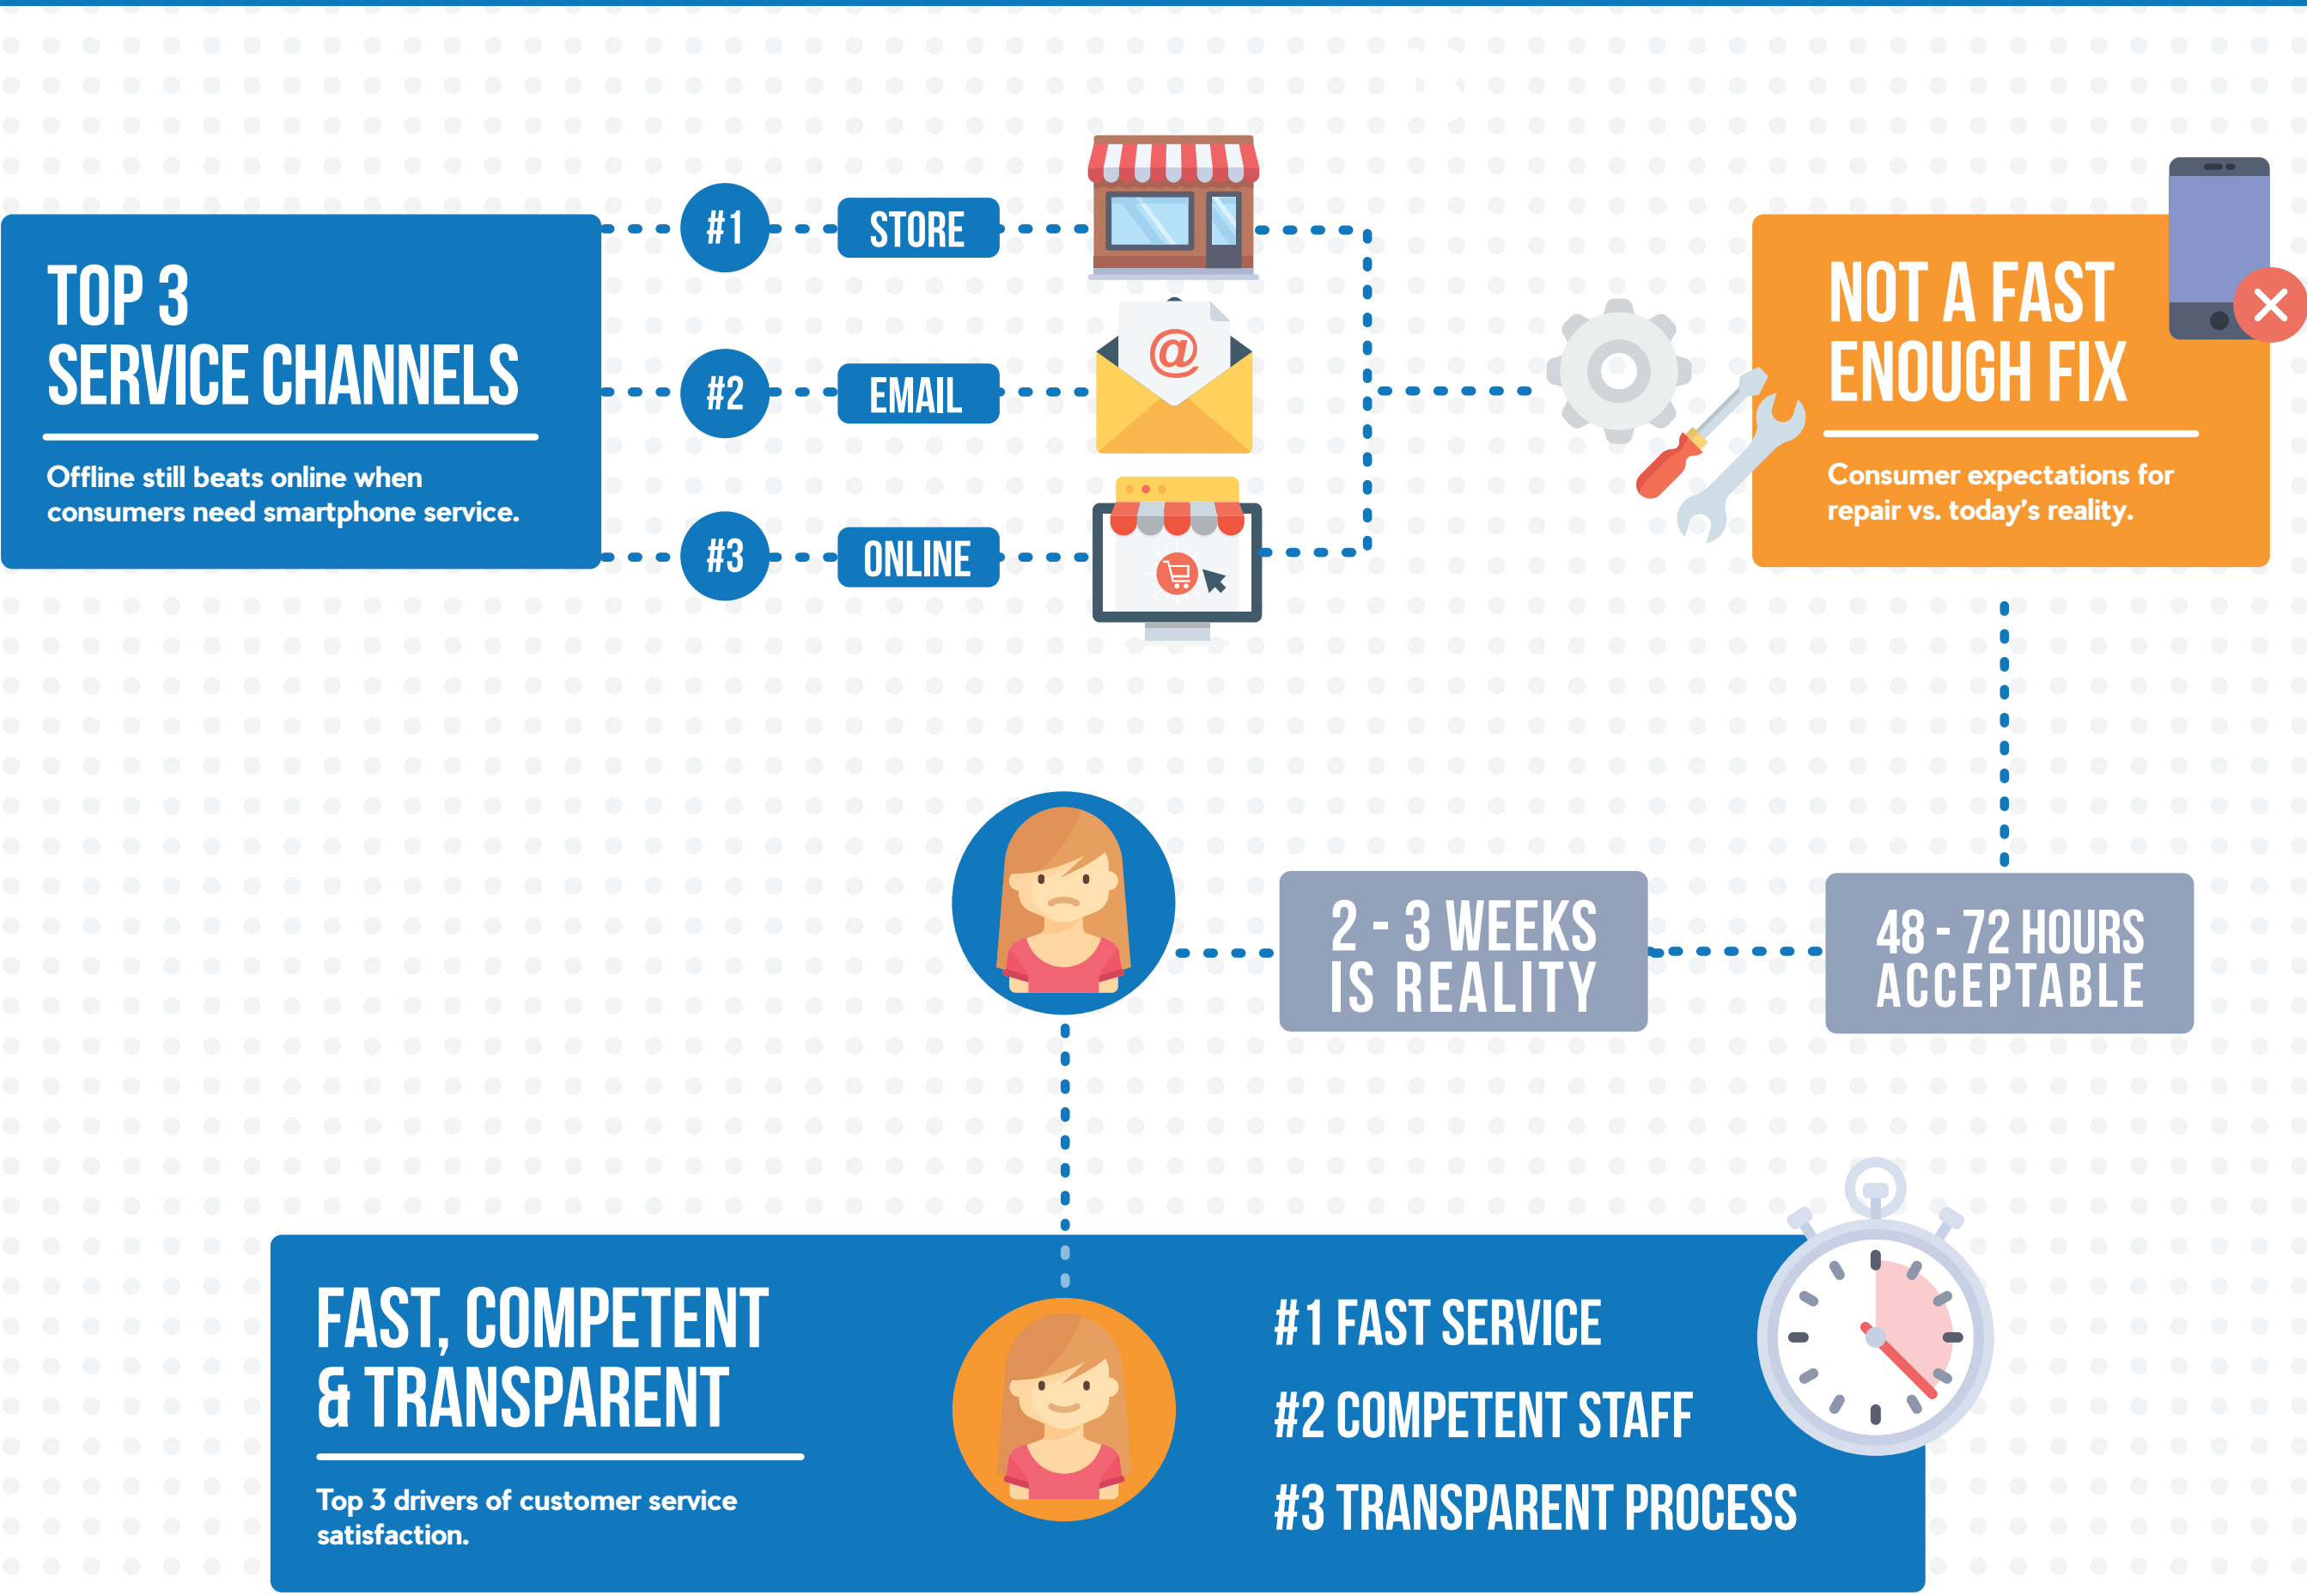 TOP 3
SERVICE CHANNELS
Offline still beats online when
consumers need smartphone service.
#1
STORE
#2
EMAIL
@
#3
ONLINE
NOT A FAST
ENOUGH FIX
Consumer expectations for
repair vs. today's reality.
2 - 3 WEEKS
IS REALITY
48 - 72 HOURS
ACCEPTABLE
FAST, COMPETENT
& TRANSPARENT
Top 3 drivers of customer service
satisfaction.
#1 FAST SERVICE
#2 COMPETENT STAFF
#3 TRANSPARENT PROCESS